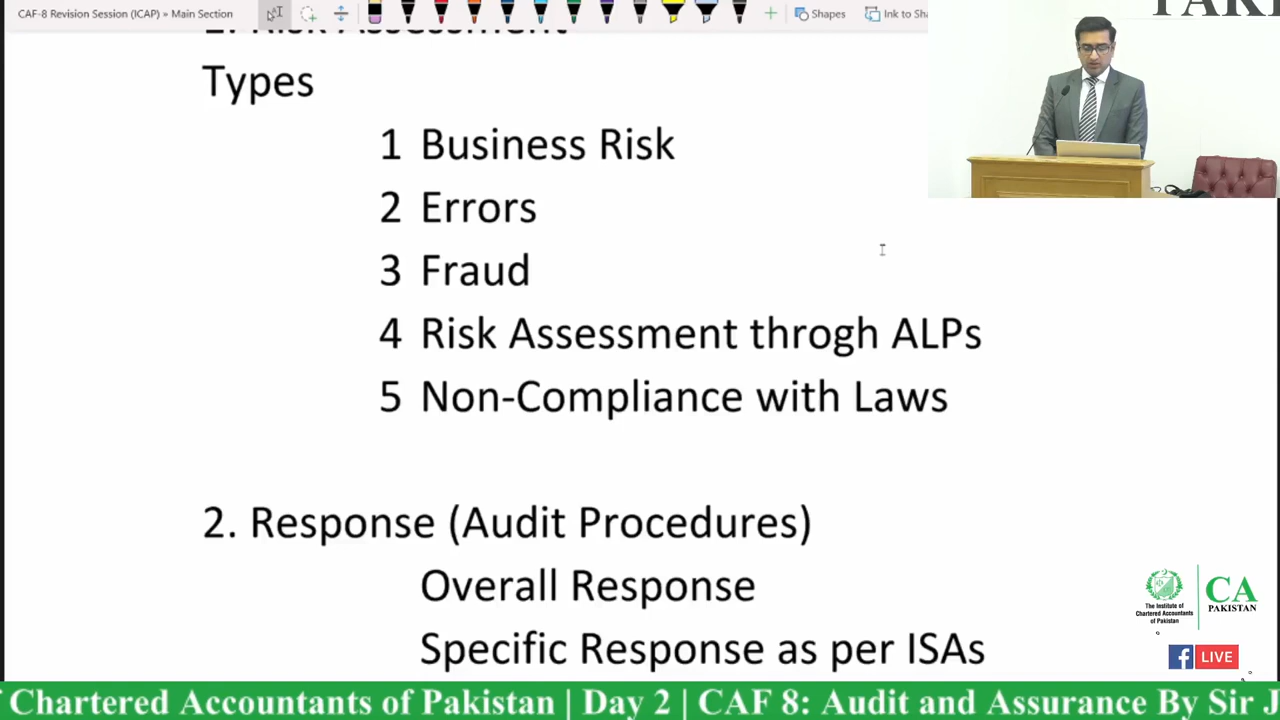 CAF-8 Revision Session (ICAP) » Main Section
Shapes
Ink to Sha
1. Risk Assessment
Types
1 Business Risk
2 Errors
3 Fraud
4 Risk Assessment throgh ALPs
5 Non-Compliance with Laws
2. Response (Audit Procedures)
Overall Response
Specific Response as per ISAs
The Institute of
Chartered Accountants
of Pakistan
CA
PAKISTAN
f LIVE
f Chartered Accountants of Pakistan | Day 2 | CAF 8: Audit and Assurance By Sir J